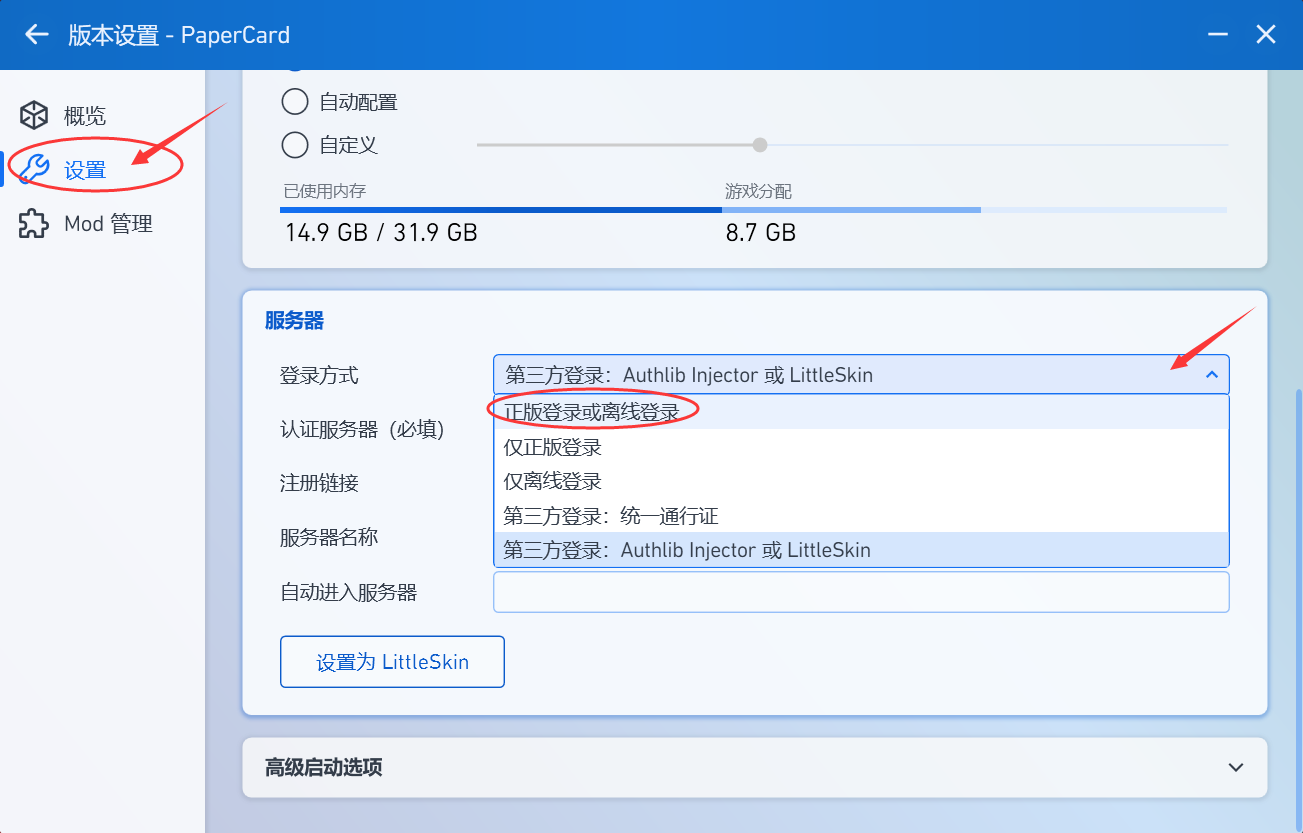 版本设置 - PaperCard
概览
设置
Mod 管理
自动配置
自定义
已使用内存 游戏分配
14.9 GB / 31.9 GB 8.7 GB
服务器
登录方式 第三方登录：Authlib Injector 或 LittleSkin
正版登录或离线登录
认证服务器（必填）
仅正版登录
注册链接 仅离线登录
第三方登录：统一通行证
服务器名称
第三方登录：Authlib Injector 或 LittleSkin
自动进入服务器
设置为 LittleSkin
高级启动选项